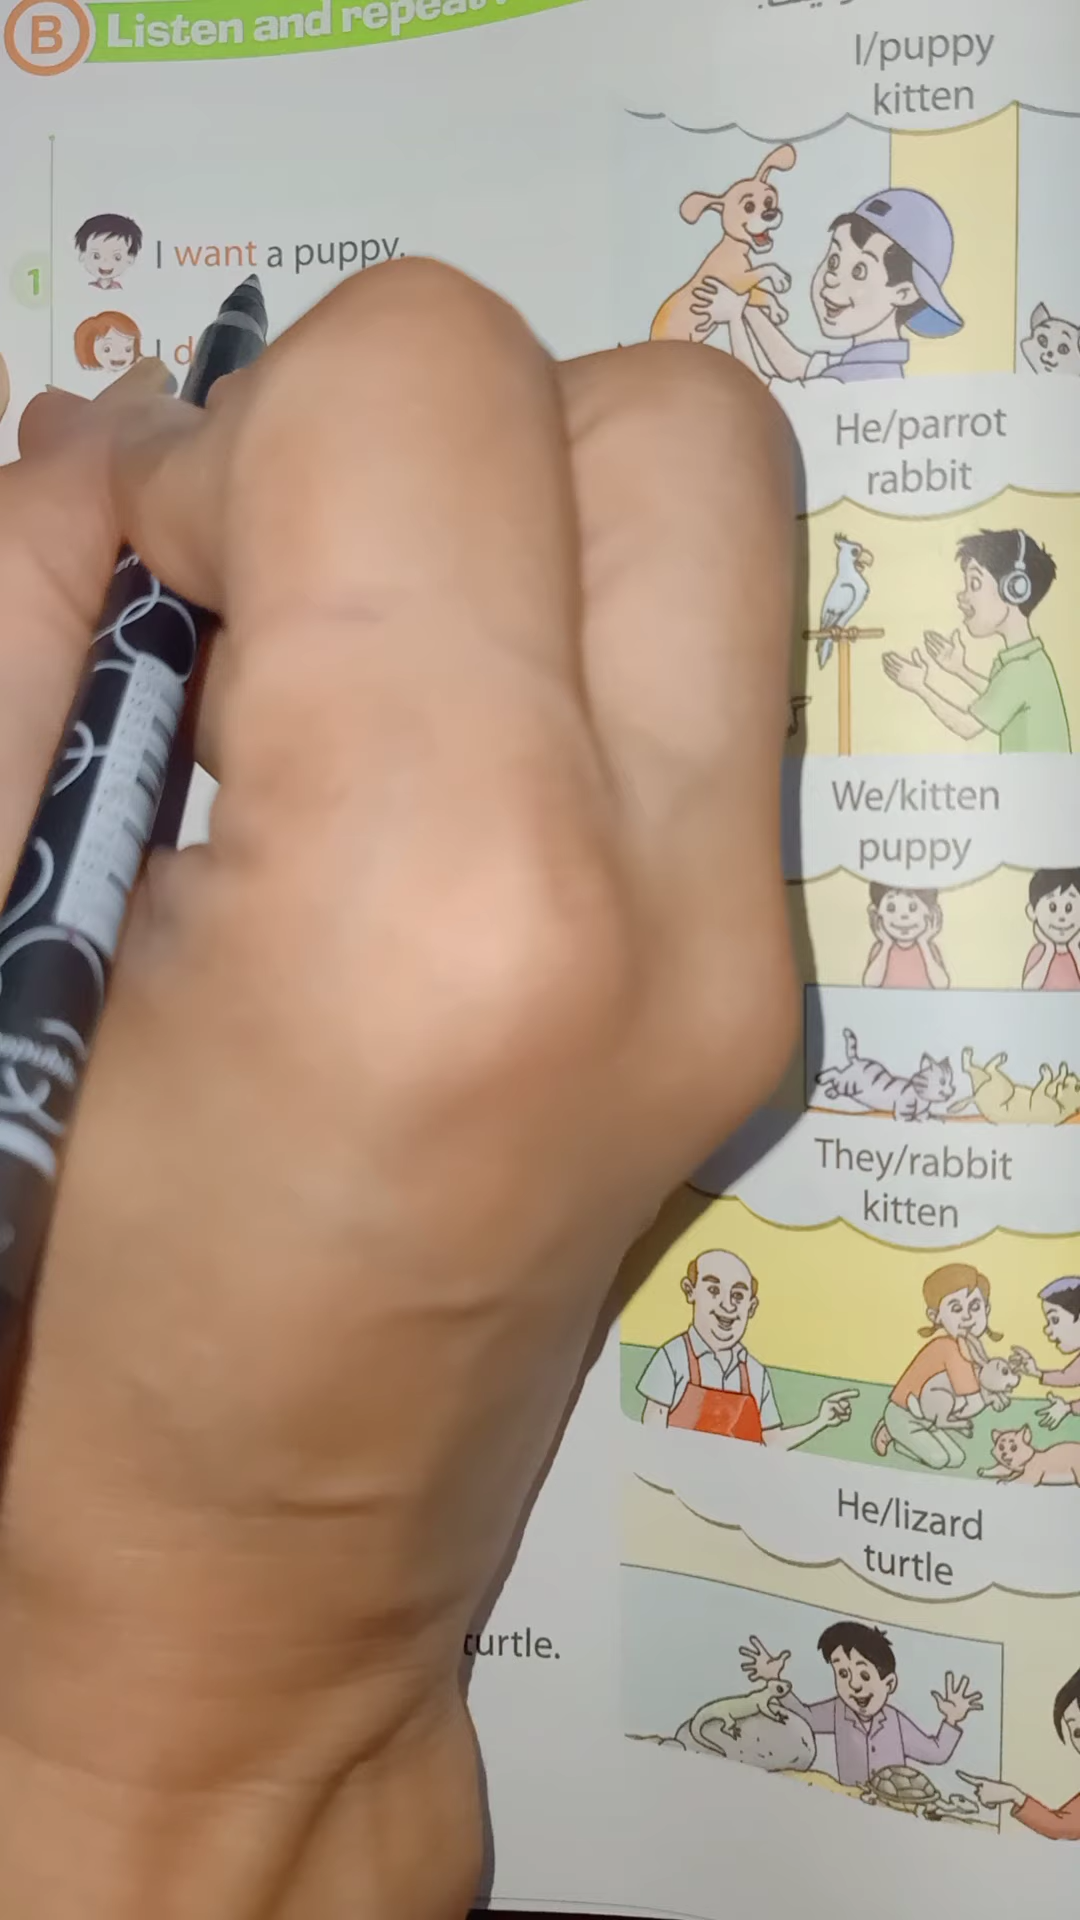 B Listen and repeat
1
I want a puppy.
I
turtle.
I/puppy
kitten
He/parrot
rabbit
We/kitten
puppy
They/rabbit
kitten
He/lizard
turtle